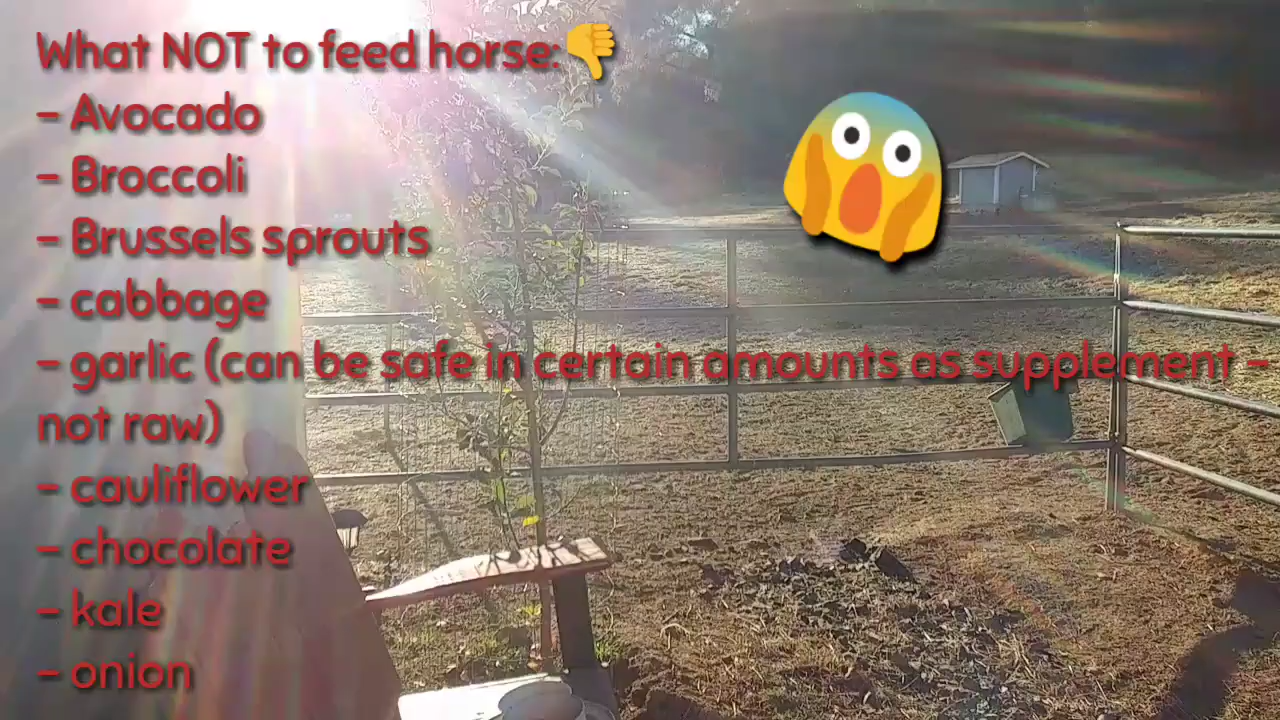 What NOT to feed horse:👎
- Avocado
- Broccoli
- Brussels sprouts
- cabbage
- garlic (can be safe in certain amounts as supplement -
not raw)
- cauliflower
- chocolate
- kale
- onion